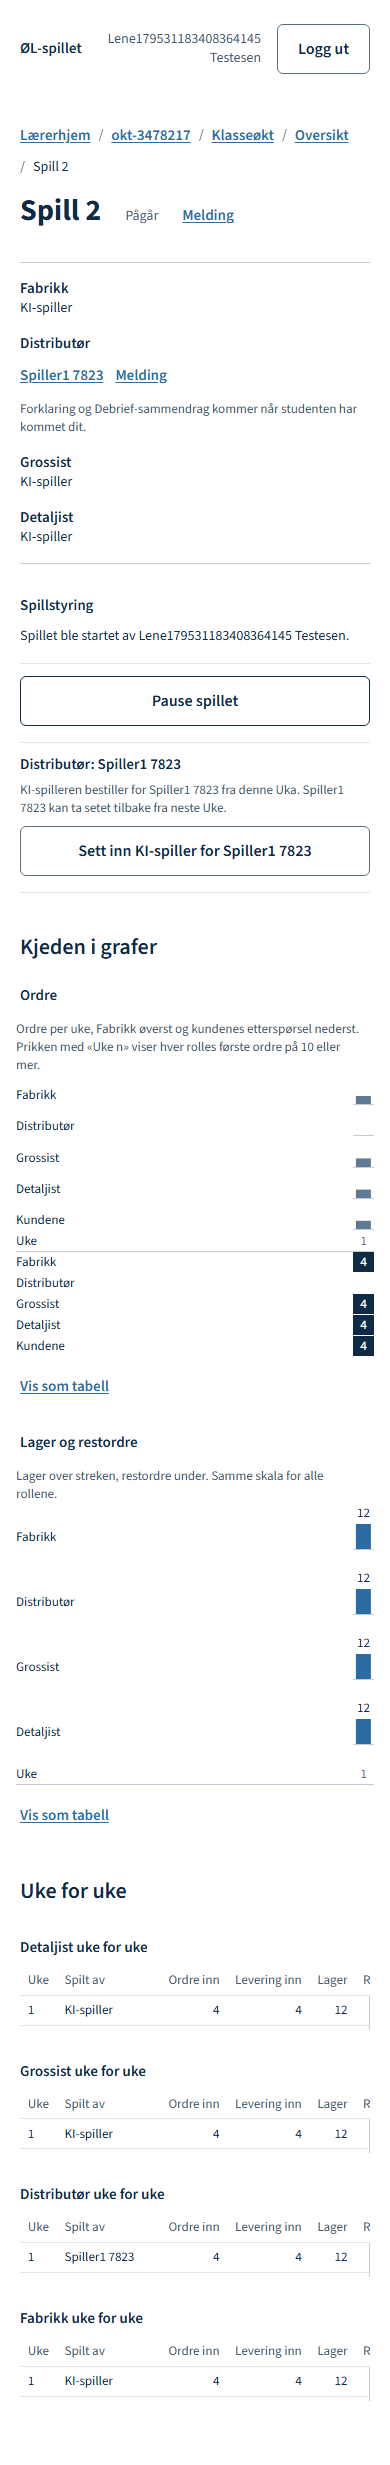 ØL-spillet
Lene179531183408364145
Testesen
Logg ut
Lærerhjem / okt-3478217 / Klasseøkt / Oversikt
/ Spill 2
Spill 2 Pågår Melding
Fabrikk
KI-spiller
Distributør
Spiller1 7823 Melding
Forklaring og Debrief-sammendrag kommer når studenten har
kommet dit.
Grossist
KI-spiller
Detaljist
KI-spiller
Spillstyring
Spillet ble startet av Lene179531183408364145 Testesen.
Pause spillet
Distributør: Spiller1 7823
KI-spilleren bestiller for Spiller1 7823 fra denne Uka. Spiller1
7823 kan ta setet tilbake fra neste Uke.
Sett inn KI-spiller for Spiller1 7823
Kjeden i grafer
Ordre
Ordre per uke, Fabrikk øverst og kundenes etterspørsel nederst.
Prikken med «Uke n» viser hver rolles første ordre på 10 eller
mer.
Fabrikk
Distributør
Grossist
Detaljist
Kundene
Uke 1
Fabrikk 4
Distributør
Grossist 4
Detaljist 4
Kundene 4
Vis som tabell
Lager og restordre
Lager over streken, restordre under. Samme skala for alle
rollene.
12
Fabrikk
12
Distributør
12
Grossist
12
Detaljist
Uke 1
Vis som tabell
Uke for uke
Detaljist uke for uke
Uke Spilt av Ordre inn Levering inn Lager R
1 KI-spiller 4 4 12
Grossist uke for uke
Uke Spilt av Ordre inn Levering inn Lager R
1 KI-spiller 4 4 12
Distributør uke for uke
Uke Spilt av Ordre inn Levering inn Lager R
1 Spiller1 7823 4 4 12
Fabrikk uke for uke
Uke Spilt av Ordre inn Levering inn Lager R
1 KI-spiller 4 4 12